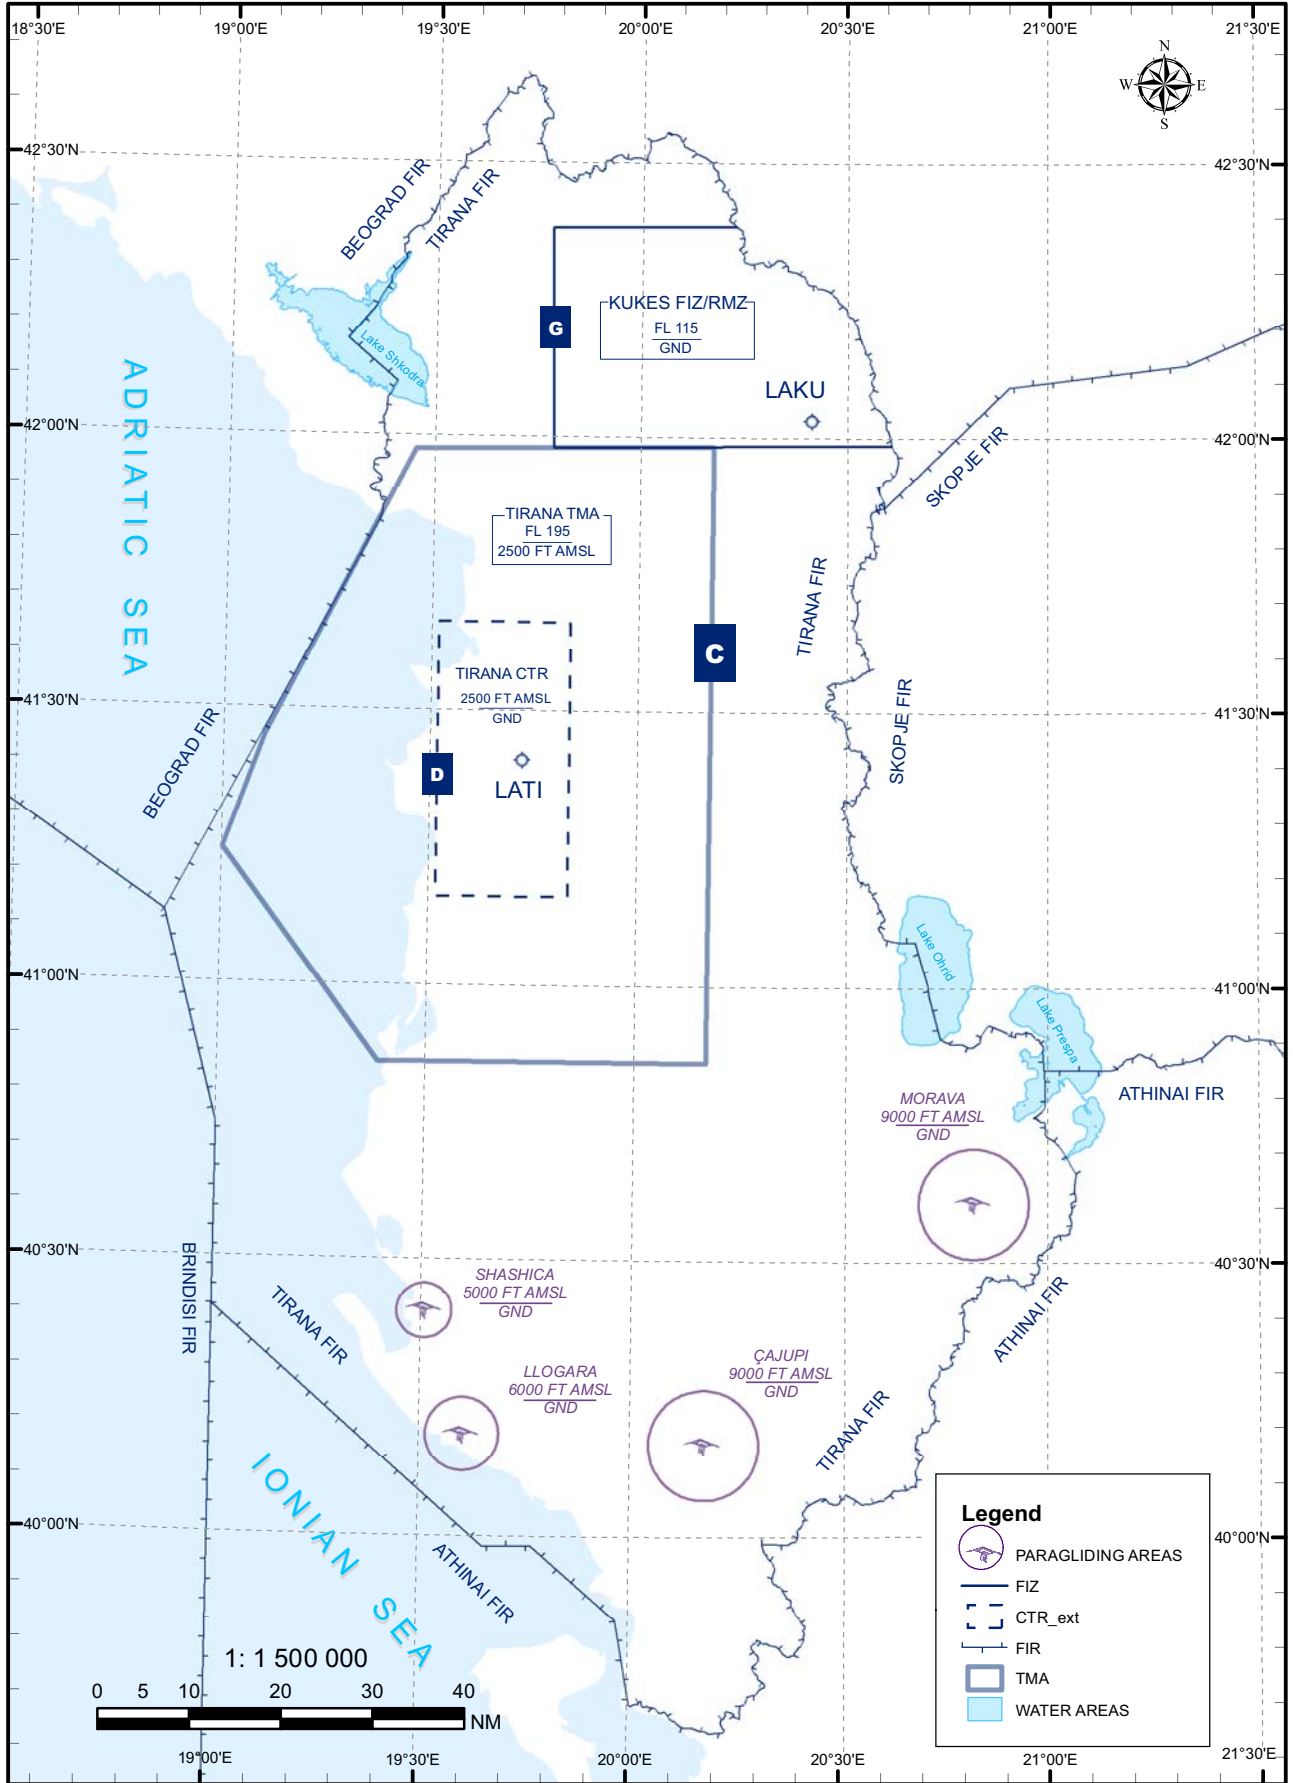 18°30'E
19°00'E
19°30'E
20°00'E
20°30'E
21°00'E
21°30'E
N
W
E
S
42°30'N
42°30'N
BEOGRAD FIR
TIRANA FIR
KUKES FIZ/RMZ
FL 115
GND
G
Lake Shkodra
LAKU
ADRIATIC SEA
42°00'N
42°00'N
SKOPJE FIR
TIRANA TMA
FL 195
2500 FT AMSL
TIRANA FIR
C
TIRANA CTR
2500 FT AMSL
GND
41°30'N
41°30'N
BEOGRAD FIR
SKOPJE FIR
D
LATI
Lake Ohrid
41°00'N
41°00'N
Lake Prespa
ATHINAI FIR
MORAVA
9000 FT AMSL
GND
40°30'N
40°30'N
BRINDISI FIR
TIRANA FIR
SHASHICA
5000 FT AMSL
GND
ATHINAI FIR
LLOGARA
6000 FT AMSL
GND
ÇAJUPI
9000 FT AMSL
GND
TIRANA FIR
IONIAN SEA
40°00'N
40°00'N
ATHINAI FIR
Legend
PARAGLIDING AREAS
FIZ
CTR_ext
FIR
TMA
WATER AREAS
1: 1 500 000
0 5 10 20 30 40
NM
19°00'E
19°30'E
20°00'E
20°30'E
21°00'E
21°30'E